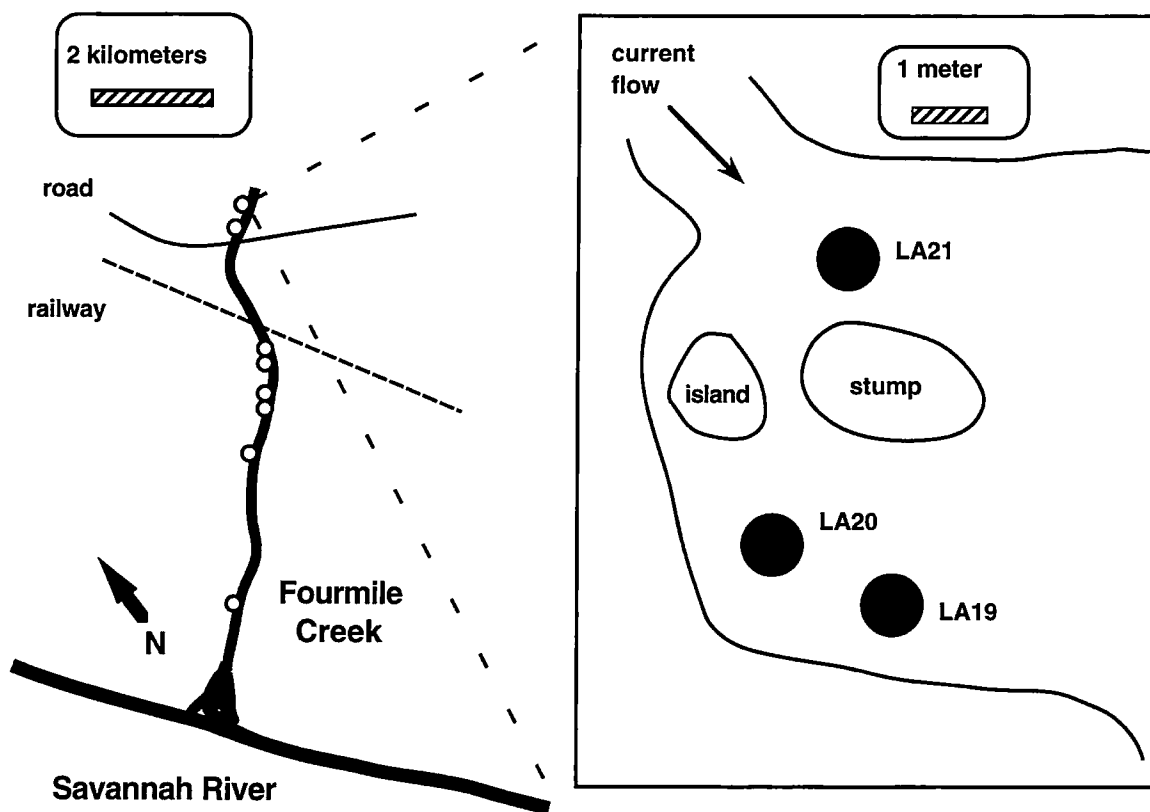 2 kilometers
road
railway
N
Fourmile
Creek
Savannah River
current
flow
1 meter
LA21
island
stump
LA20
LA19